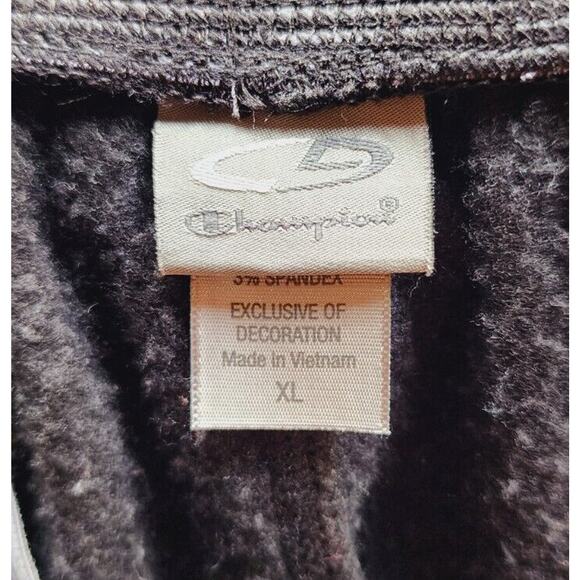 Champion®
3% SPANDEX
EXCLUSIVE OF
DECORATION
Made in Vietnam
XL